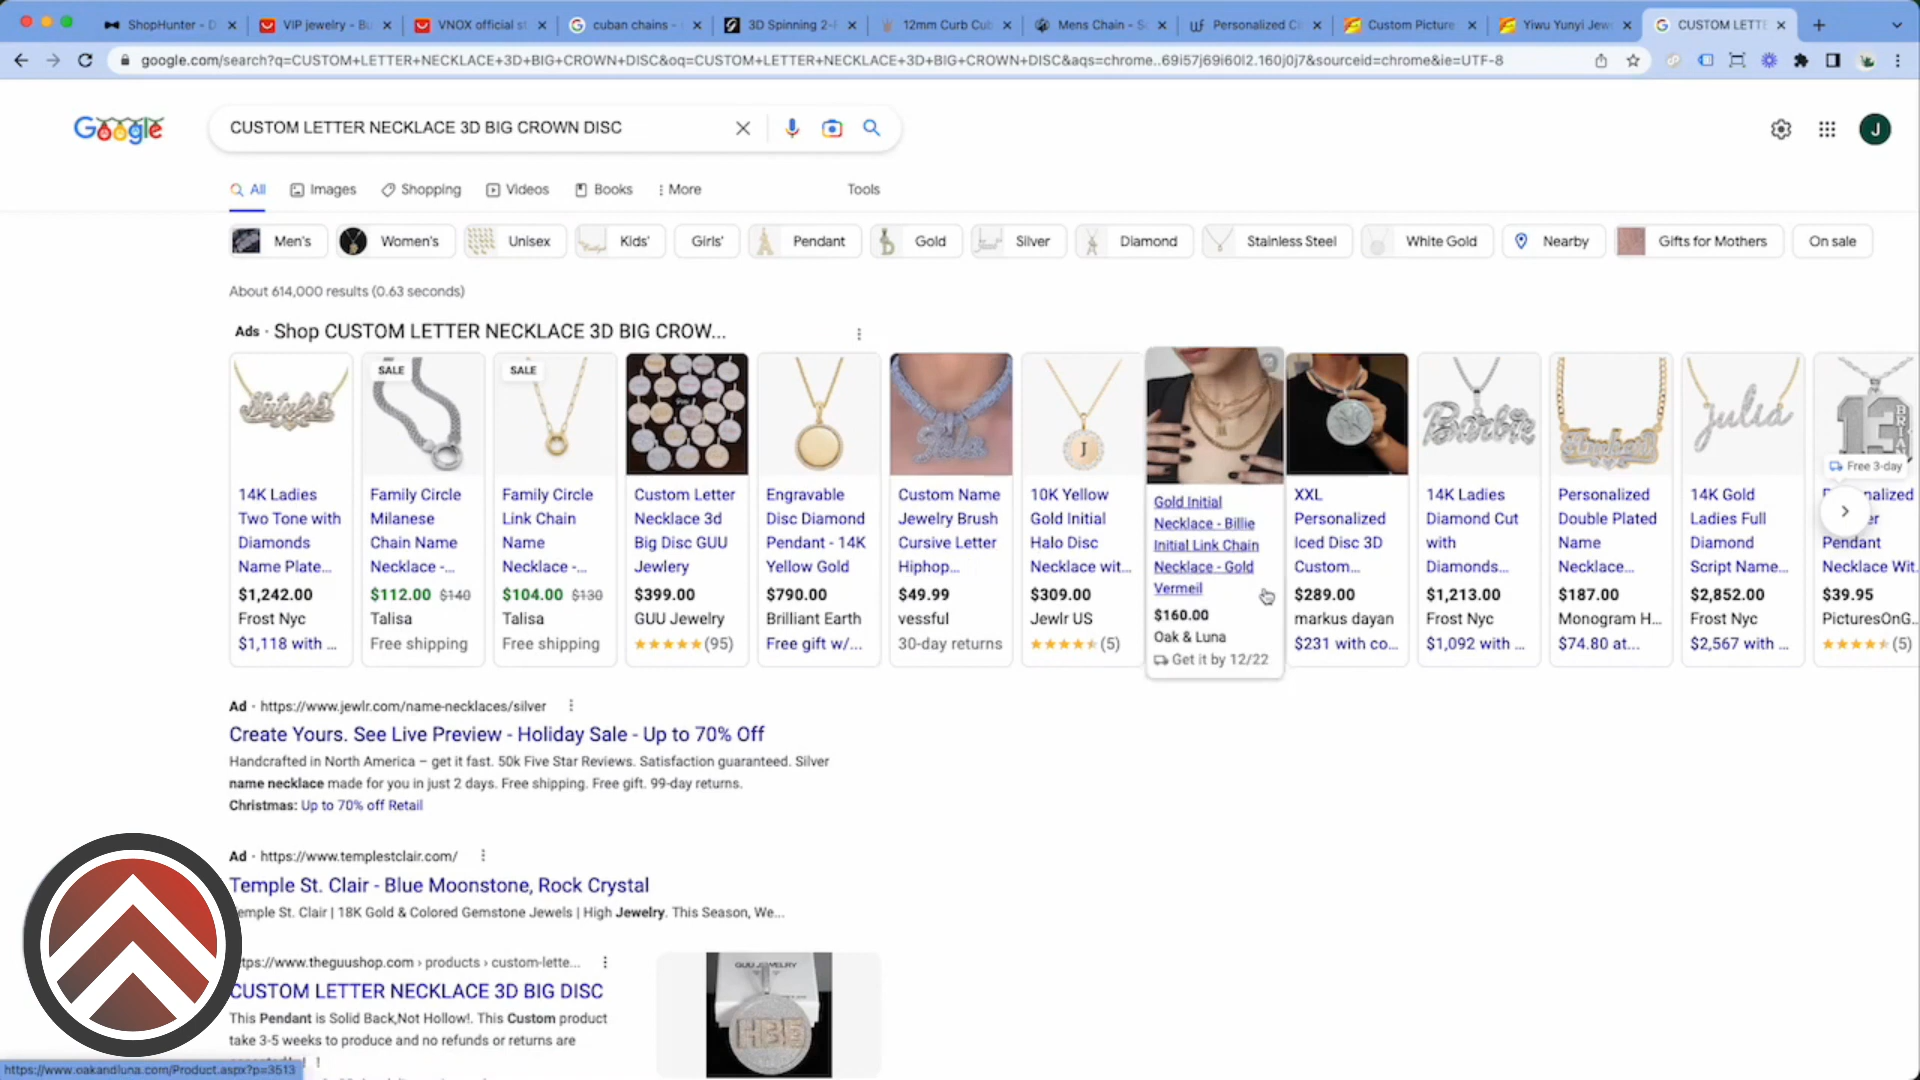 ShopHunter - D
VIP jewelry - Bu
VNOX official st
cuban chains -
3D Spinning 2-
12mm Curb Cub
Mens Chain - S
Personalized C
Custom Picture
Yiwu Yunyi Jew
CUSTOM LETT
google.com/search?q=CUSTOM+LETTER+NECKLACE+3D+BIG+CROWN+DISC&oq=CUSTOM+LETTER+NECKLACE+3D+BIG+CROWN+DISC&aqs=chrome..69i57j69i60l2.160j0j7&sourceid=chrome&ie=UTF-8
Google
CUSTOM LETTER NECKLACE 3D BIG CROWN DISC
J
All
Images
Shopping
Videos
Books
More
Tools
Men's
Women's
Unisex
Kids'
Girls'
Pendant
Gold
Silver
Diamond
Stainless Steel
White Gold
Nearby
Gifts for Mothers
On sale
About 614,000 results (0.63 seconds)
Ads · Shop CUSTOM LETTER NECKLACE 3D BIG CROW...
14K Ladies
Two Tone with
Diamonds
Name Plate...
$1,242.00
Frost Nyc
$1,118 with ...
SALE
Family Circle
Milanese
Chain Name
Necklace -...
$112.00 $140
Talisa
Free shipping
SALE
Family Circle
Link Chain
Name
Necklace -...
$104.00 $130
Talisa
Free shipping
Custom Letter
Necklace 3d
Big Disc GUU
Jewlery
$399.00
GUU Jewelry
(95)
Engravable
Disc Diamond
Pendant - 14K
Yellow Gold
$790.00
Brilliant Earth
Free gift w/...
Custom Name
Jewelry Brush
Cursive Letter
Hiphop...
$49.99
vessful
30-day returns
J
10K Yellow
Gold Initial
Halo Disc
Necklace wit...
$309.00
Jewlr US
(5)
Gold Initial
Necklace - Billie
Initial Link Chain
Necklace - Gold
Vermeil
$160.00
Oak & Luna
Get it by 12/22
XXL
Personalized
Iced Disc 3D
Custom...
$289.00
markus dayan
$231 with co...
Barbie
14K Ladies
Diamond Cut
with
Diamonds...
$1,213.00
Frost Nyc
$1,092 with ...
Personalized
Double Plated
Name
Necklace...
$187.00
Monogram H...
$74.80 at...
julia
14K Gold
Ladies Full
Diamond
Script Name...
$2,852.00
Frost Nyc
$2,567 with ...
13
BRIA
Free 3-day
Pendant
Necklace Wit.
$39.95
PicturesOnG..
(5)
Ad · https://www.jewlr.com/name-necklaces/silver
Create Yours. See Live Preview - Holiday Sale - Up to 70% Off
Handcrafted in North America – get it fast. 50k Five Star Reviews. Satisfaction guaranteed. Silver
name necklace made for you in just 2 days. Free shipping. Free gift. 99-day returns.
Christmas: Up to 70% off Retail
Ad · https://www.templestclair.com/
Temple St. Clair - Blue Moonstone, Rock Crystal
emple St. Clair | 18K Gold & Colored Gemstone Jewels | High Jewelry. This Season, We...
tps://www.theguushop.com › products › custom-lette...
CUSTOM LETTER NECKLACE 3D BIG DISC
This Pendant is Solid Back,Not Hollow!. This Custom product
take 3-5 weeks to produce and no refunds or returns are
GUU JEWELRY
https://www.oakandluna.com/Product.aspx?p=3513